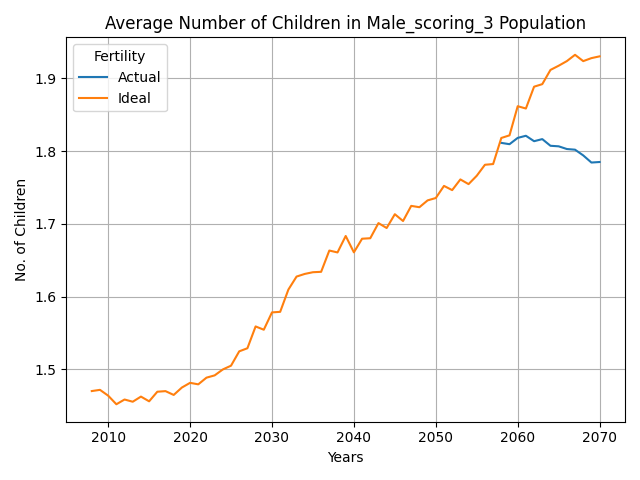 Average Number of Children in Male_scoring_3 Population
Fertility
Actual
Ideal
No. of Children
1.9
1.8
1.7
1.6
1.5
2010 2020 2030 2040 2050 2060 2070
Years